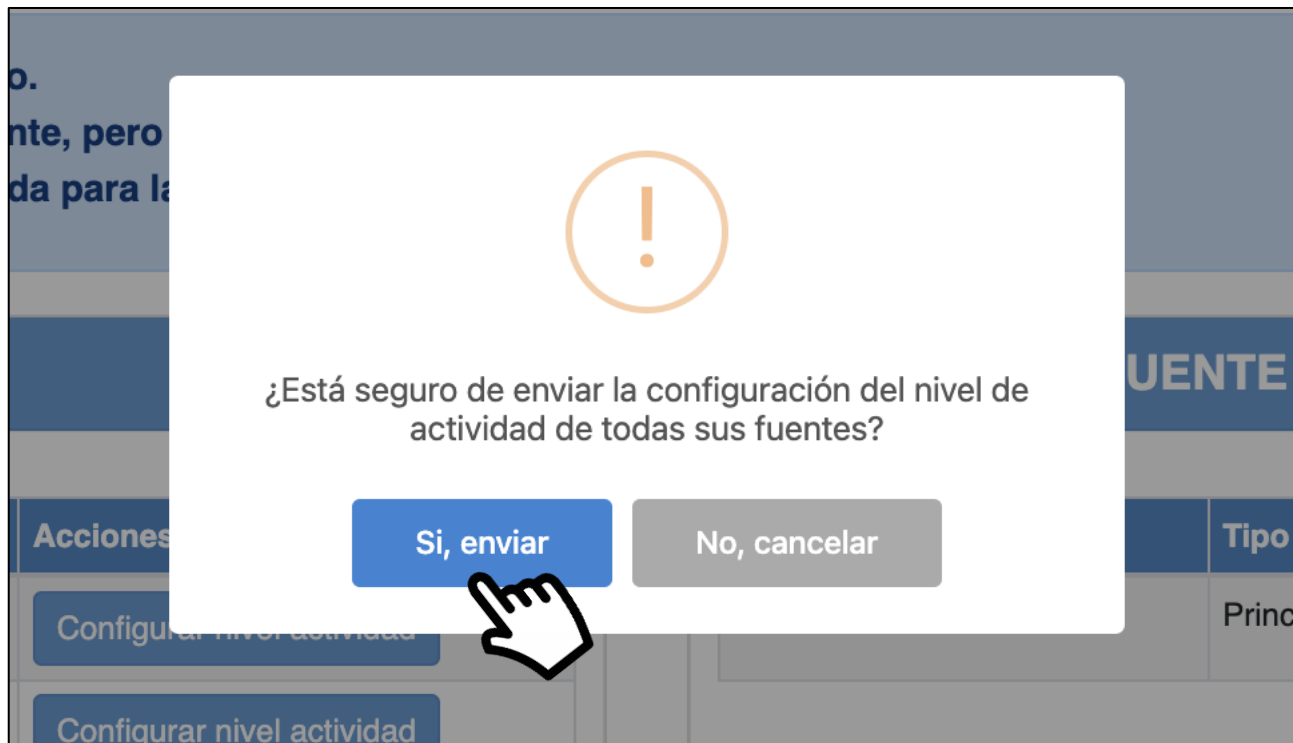 o.
nte, pero
da para la
¿Está seguro de enviar la configuración del nivel de
actividad de todas sus fuentes?
UENTE
Si, enviar
No, cancelar
Acciones
Tipo
Configurar nivel actividad
Princ
Configurar nivel actividad